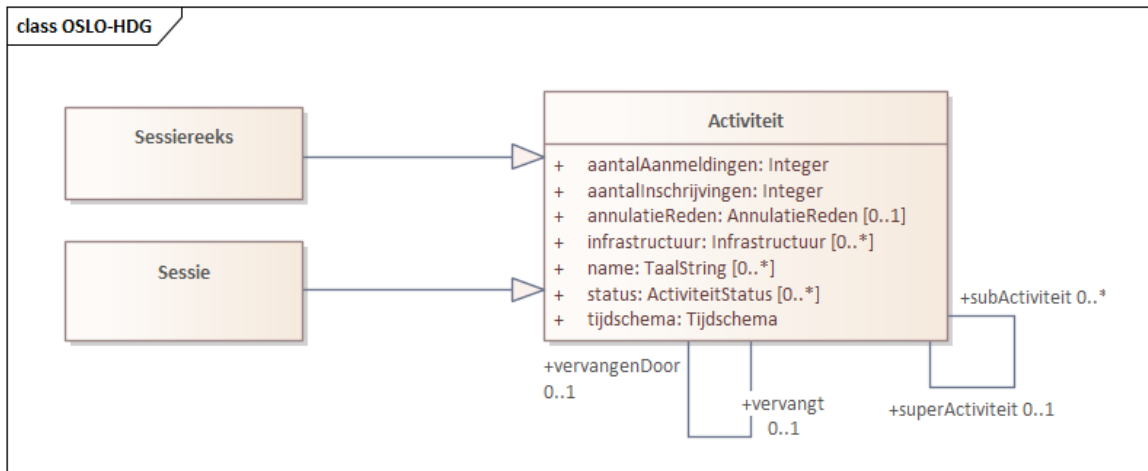 class OSLO-HDG
Sessiereeks
Sessie
Activiteit
+ aantalAanmeldingen: Integer
+ aantalInschrijvingen: Integer
+ annulatieReden: AnnulatieReden [0..1]
+ infrastructuur: Infrastructuur [0..*]
+ name: TaalString [0..*]
+ status: ActiviteitStatus [0..*]
+ tijdschema: Tijdschema
+subActiviteit 0..*
+superActiviteit 0..1
+vervangenDoor
0..1
+vervangt
0..1